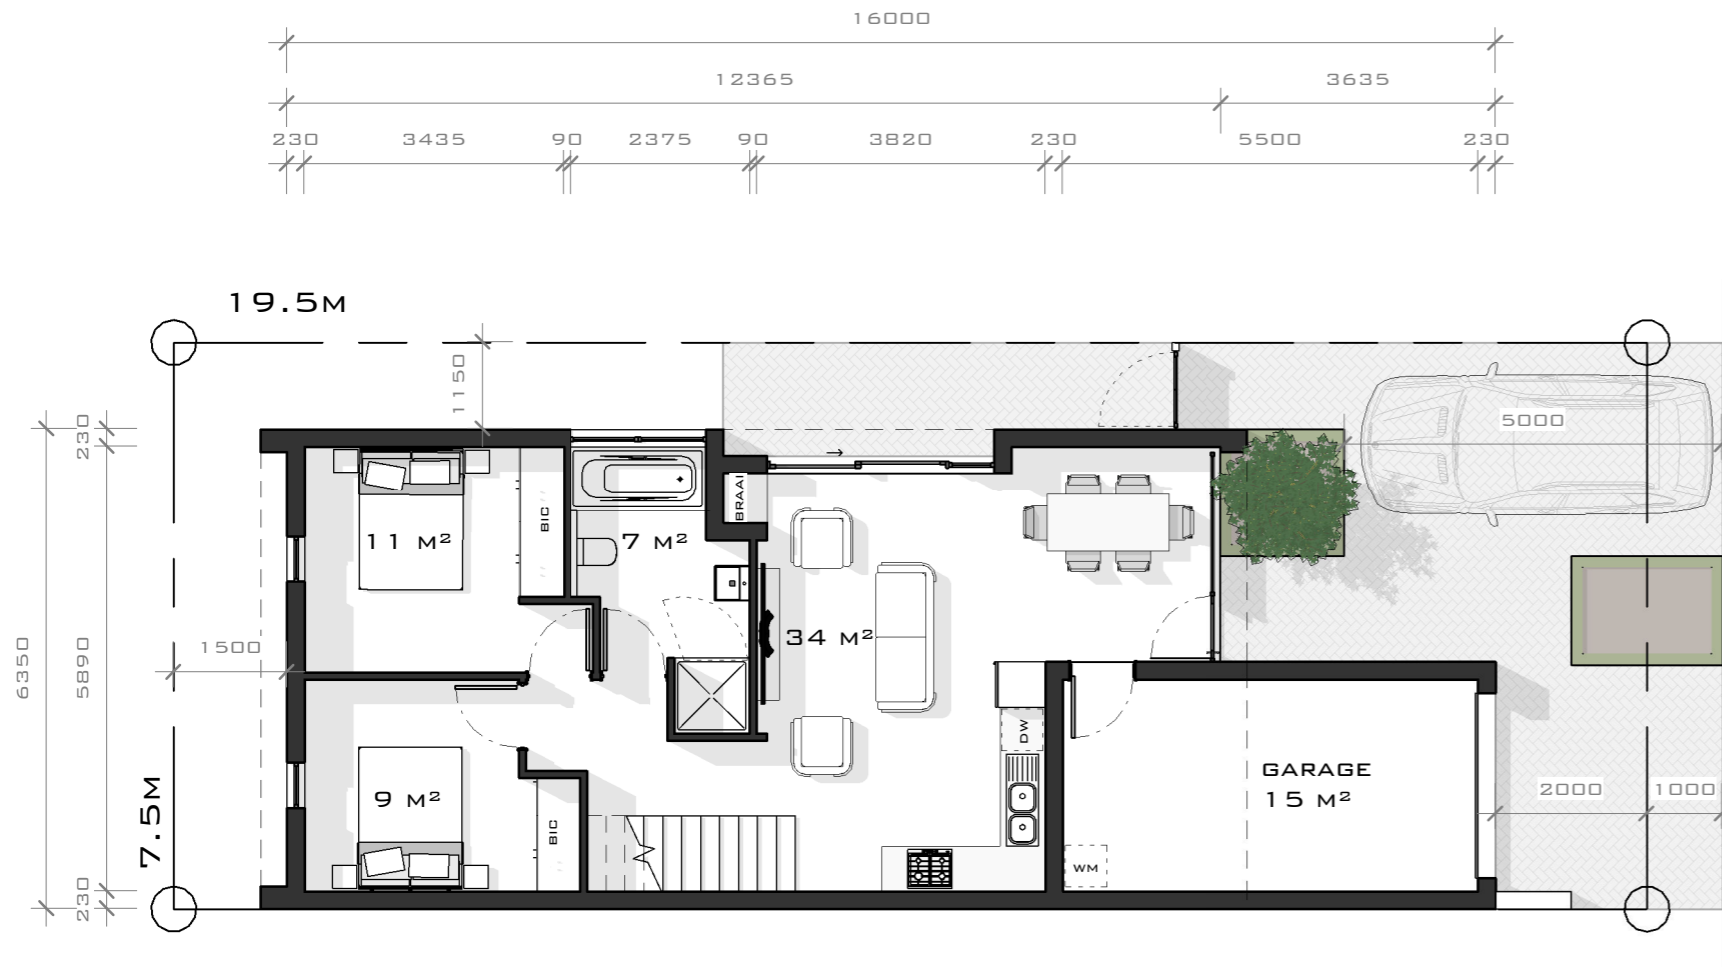 16000
12365 3635
230 3435 90 2375 90 3820 230 5500 230
19.5M
1150
230
5000
BRAAI
BIC
11 M² 7 M²
1500
34 M²
6350
5890
DW
GARAGE
9 M² 15 M²
2000 1000
7.5M
BIC
WM
230